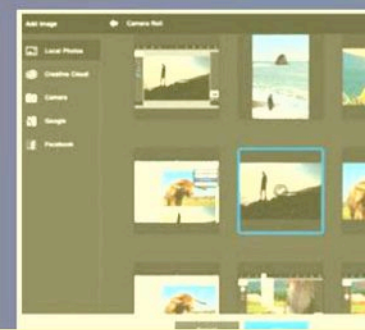 Add Image
Camera Roll
Local Photos
Creative Cloud
Camera
Google
Facebook